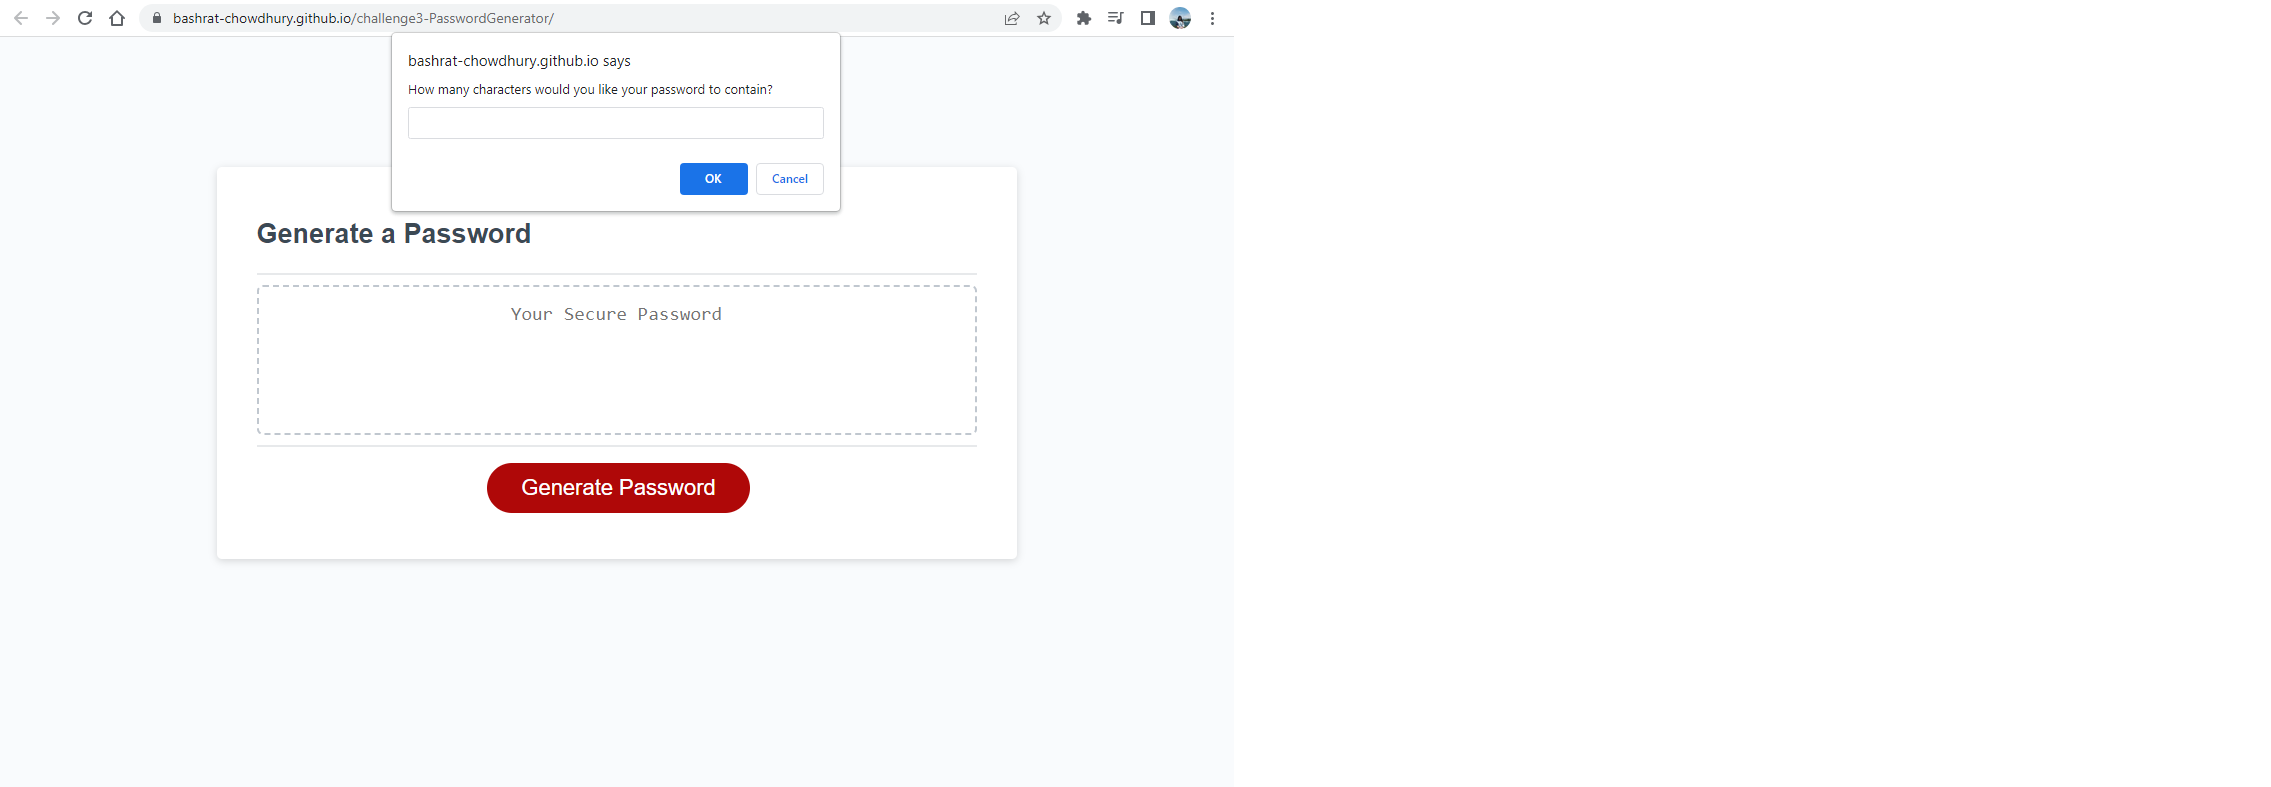 bashrat-chowdhury.github.io/challenge3-PasswordGenerator/
bashrat-chowdhury.github.io says
How many characters would you like your password to contain?
OK
Cancel
Generate a Password
Your Secure Password
Generate Password